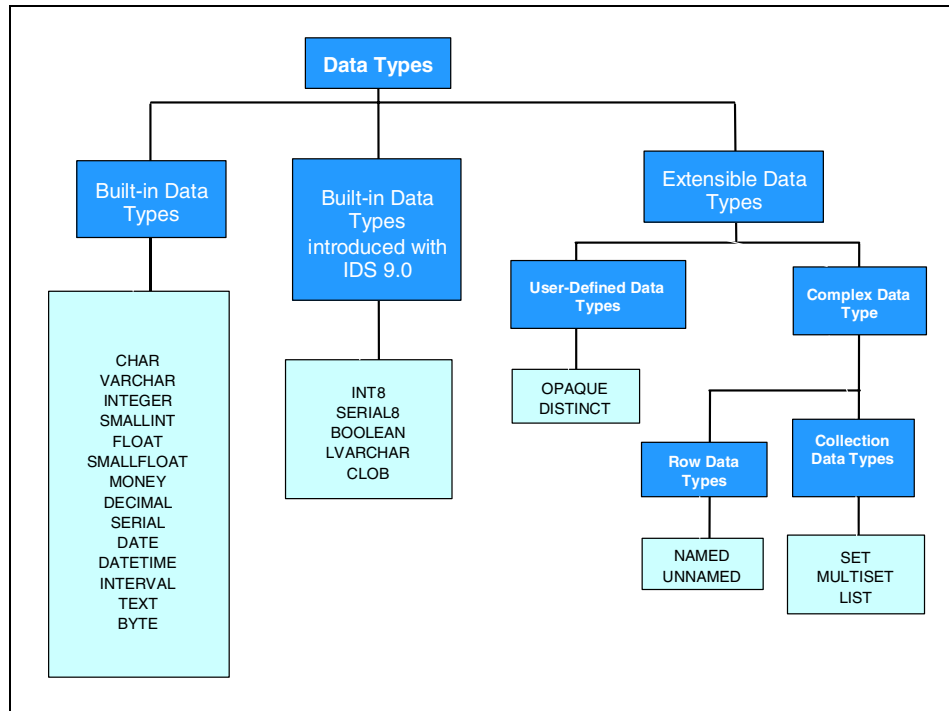 Data Types
Built-in Data
Types
Built-in Data
Types
introduced with
IDS 9.0
Extensible Data
Types
User-Defined Data
Types
Complex Data
Type
CHAR
VARCHAR
INTEGER
SMALLINT
FLOAT
SMALLFLOAT
MONEY
DECIMAL
SERIAL
DATE
DATETIME
INTERVAL
TEXT
BYTE
INT8
SERIAL8
BOOLEAN
LVARCHAR
CLOB
OPAQUE
DISTINCT
Row Data
Types
Collection
Data Types
NAMED
UNNAMED
SET
MULTISET
LIST